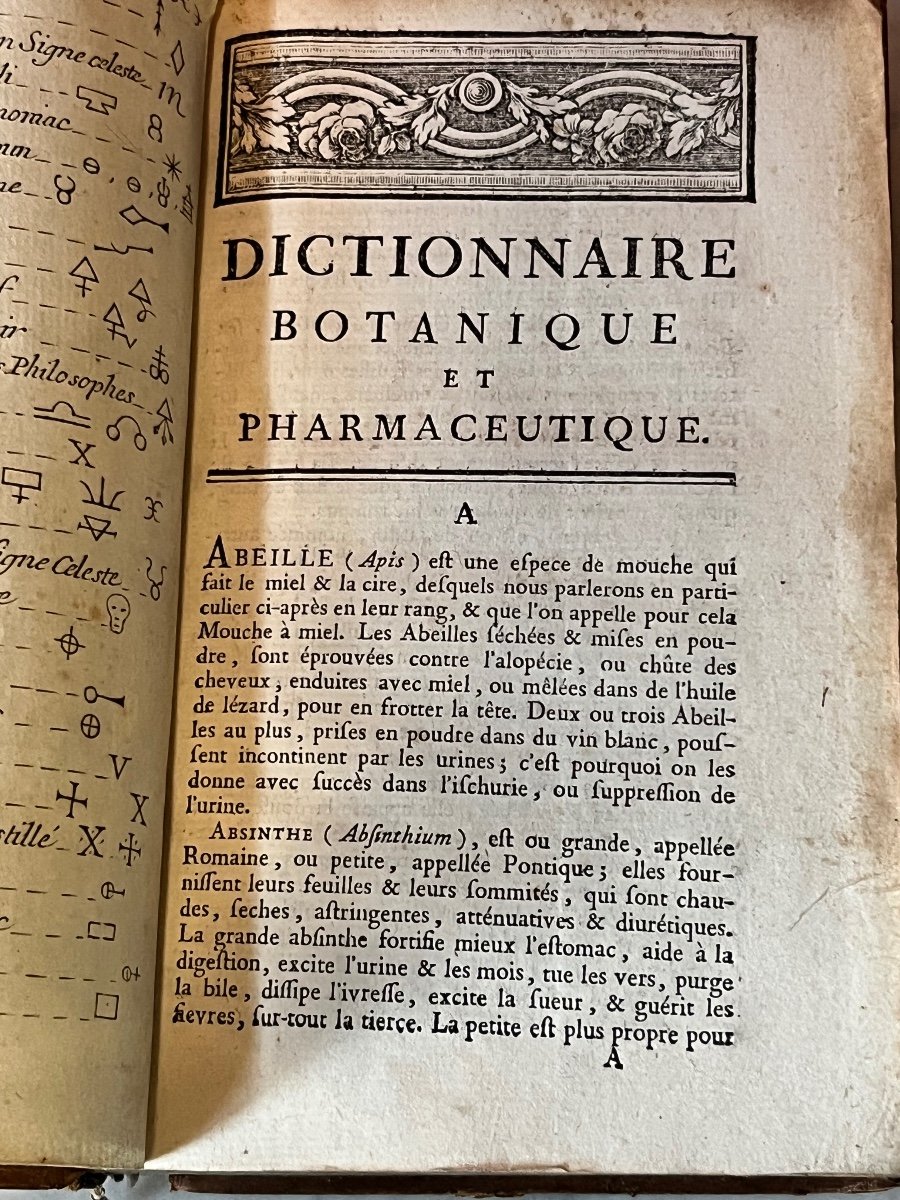 Signe celeste
Philosophes
Signe Celeste
DICTIONNAIRE
BOTANIQUE
ET
PHARMACEUTIQUE.
A
ABEILLE (Apis) eſt une eſpece de mouche qui
fait le miel & la cire, deſquels nous parlerons en parti-
culier ci-après en leur rang, & que l'on appelle pour cela
Mouche à miel. Les Abeilles ſéchées & miſes en pou-
dre, ſont éprouvées contre l'alopécie, ou chûte des
cheveux; enduites avec miel, ou mêlées dans de l'huile
de lézard, pour en frotter la tête. Deux ou trois Abeil-
les au plus, priſes en poudre dans du vin blanc, pouſ-
ſent incontinent par les urines; c'eſt pourquoi on les
donne avec ſuccès dans l'iſchurie, ou ſuppreſſion de
l'urine.
ABSINTHE (Abſinthium), eſt ou grande, appellée
Romaine, ou petite, appellée Pontique; elles four-
niſſent leurs feuilles & leurs ſommités, qui ſont chau-
des, ſeches, aſtringentes, atténuatives & diurétiques.
La grande abſinthe fortifie mieux l'eſtomac, aide à la
digeſtion, excite l'urine & les mois, tue les vers, purge
la bile, diſſipe l'ivreſſe, excite la ſueur, & guérit les
fievres, ſur-tout la tierce. La petite eſt plus propre pour
A